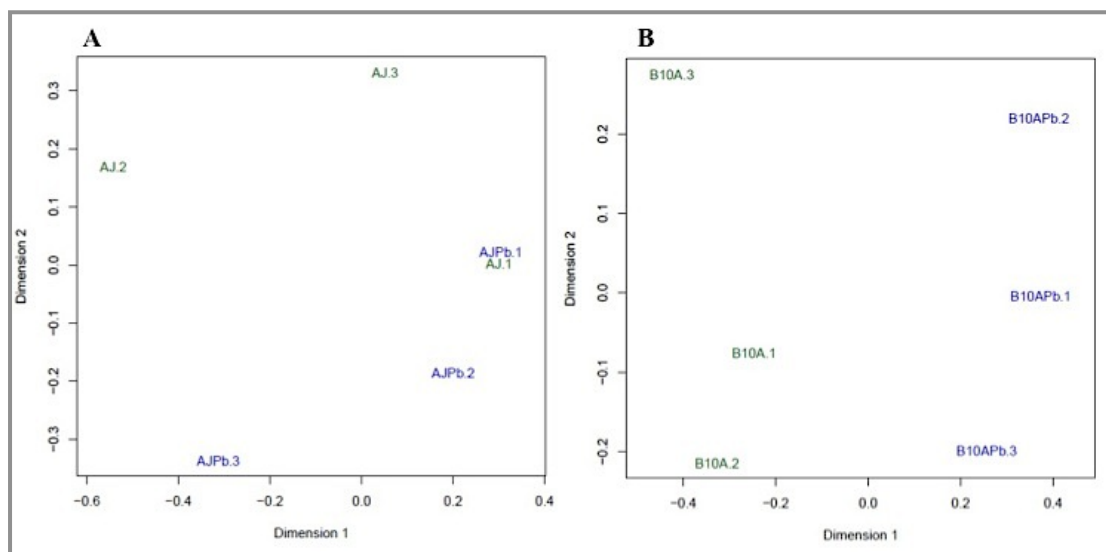 A
AJ.3
AJ.2
AJPb.1
AJ.1
AJPb.2
AJPb.3
0.3
0.2
0.1
0.0
−0.1
−0.2
−0.3
Dimension 2
−0.6 −0.4 −0.2 0.0 0.2 0.4
Dimension 1
B
B10A.3
B10APb.2
B10APb.1
B10A.1
B10APb.3
B10A.2
0.2
0.1
0.0
−0.1
−0.2
Dimension 2
−0.4 −0.2 0.0 0.2 0.4
Dimension 1